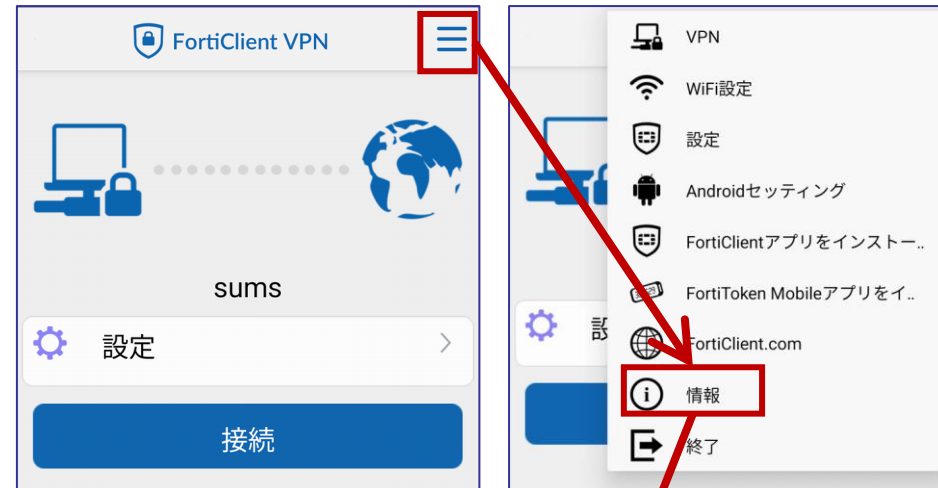 FortiClient VPN
sums
設定
接続
VPN
WiFi設定
設定
Androidセッティング
FortiClientアプリをインストー..
FortiToken Mobileアプリをイ..
FortiClient.com
情報
終了
設